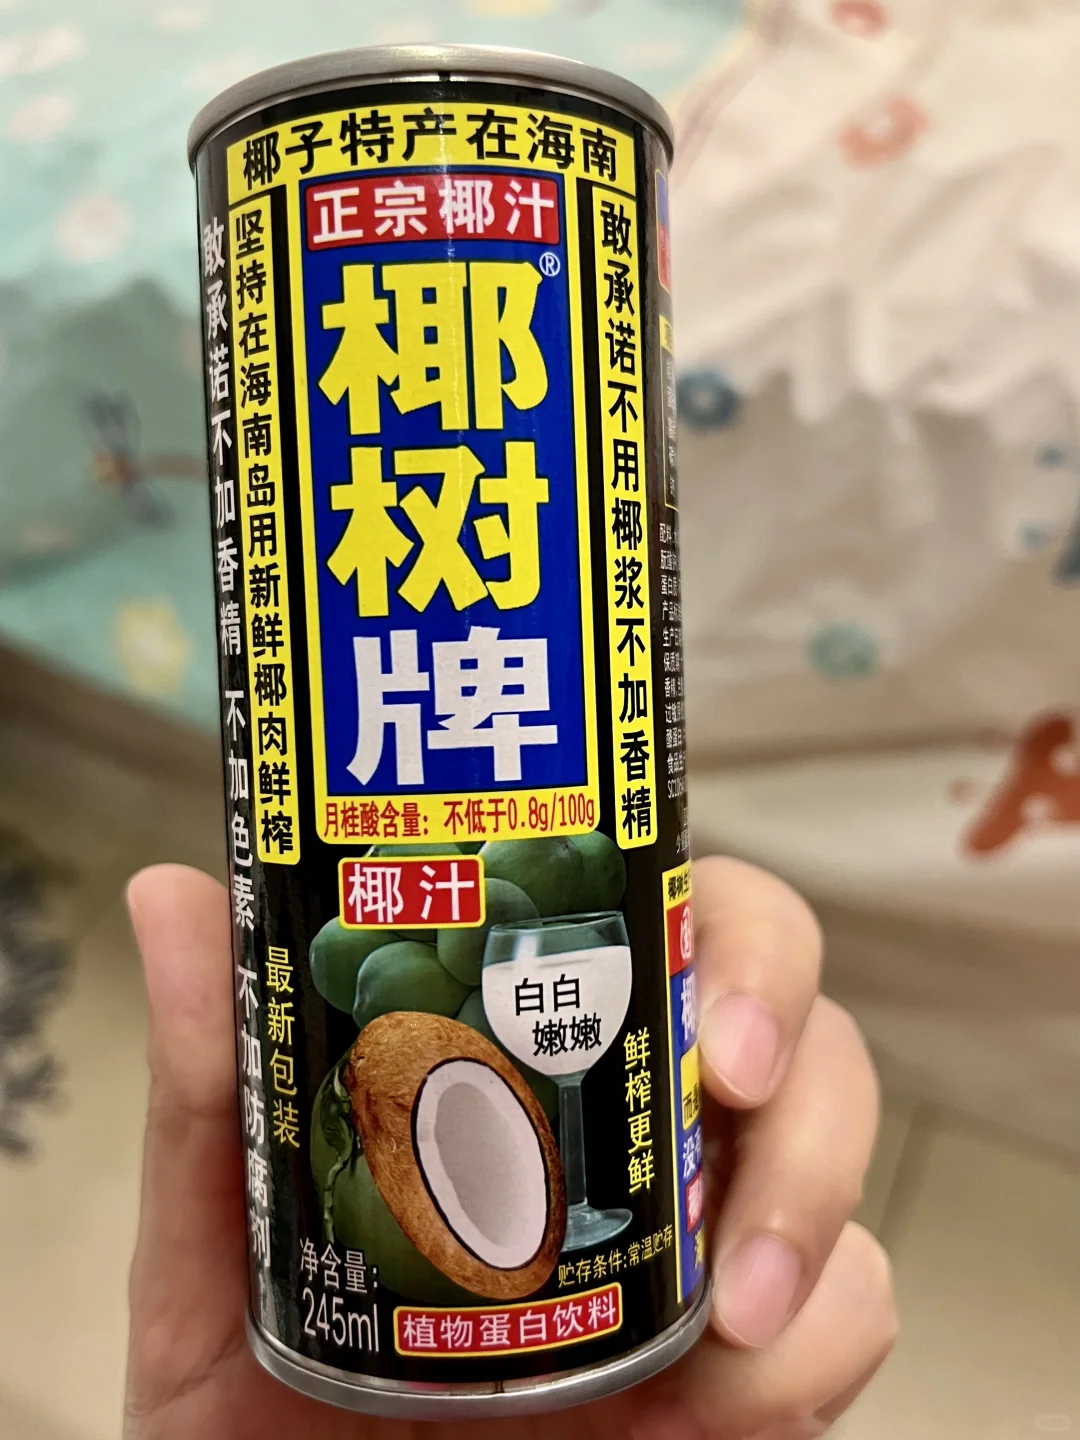 椰子特产在海南
正宗椰汁
椰树牌®
坚持在海南岛用新鲜椰肉鲜榨
敢承诺不用椰浆不加香精
敢承诺不加香精 不加色素 不加防腐剂
月桂酸含量：不低于0.8g/100g
椰汁
白白
嫩嫩
最新包装
鲜榨更鲜
贮存条件:常温贮存
净含量:
245ml
植物蛋白饮料